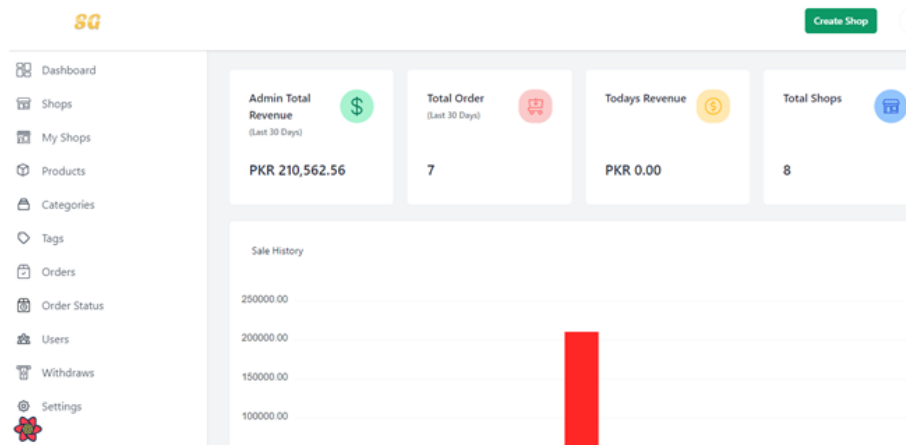 SG
Create Shop
Dashboard
Shops
My Shops
Products
Categories
Tags
Orders
Order Status
Users
Withdraws
Settings
Admin Total
Revenue
(Last 30 Days)
PKR 210,562.56
Total Order
(Last 30 Days)
7
Todays Revenue
PKR 0.00
Total Shops
8
Sale History
250000.00
200000.00
150000.00
100000.00